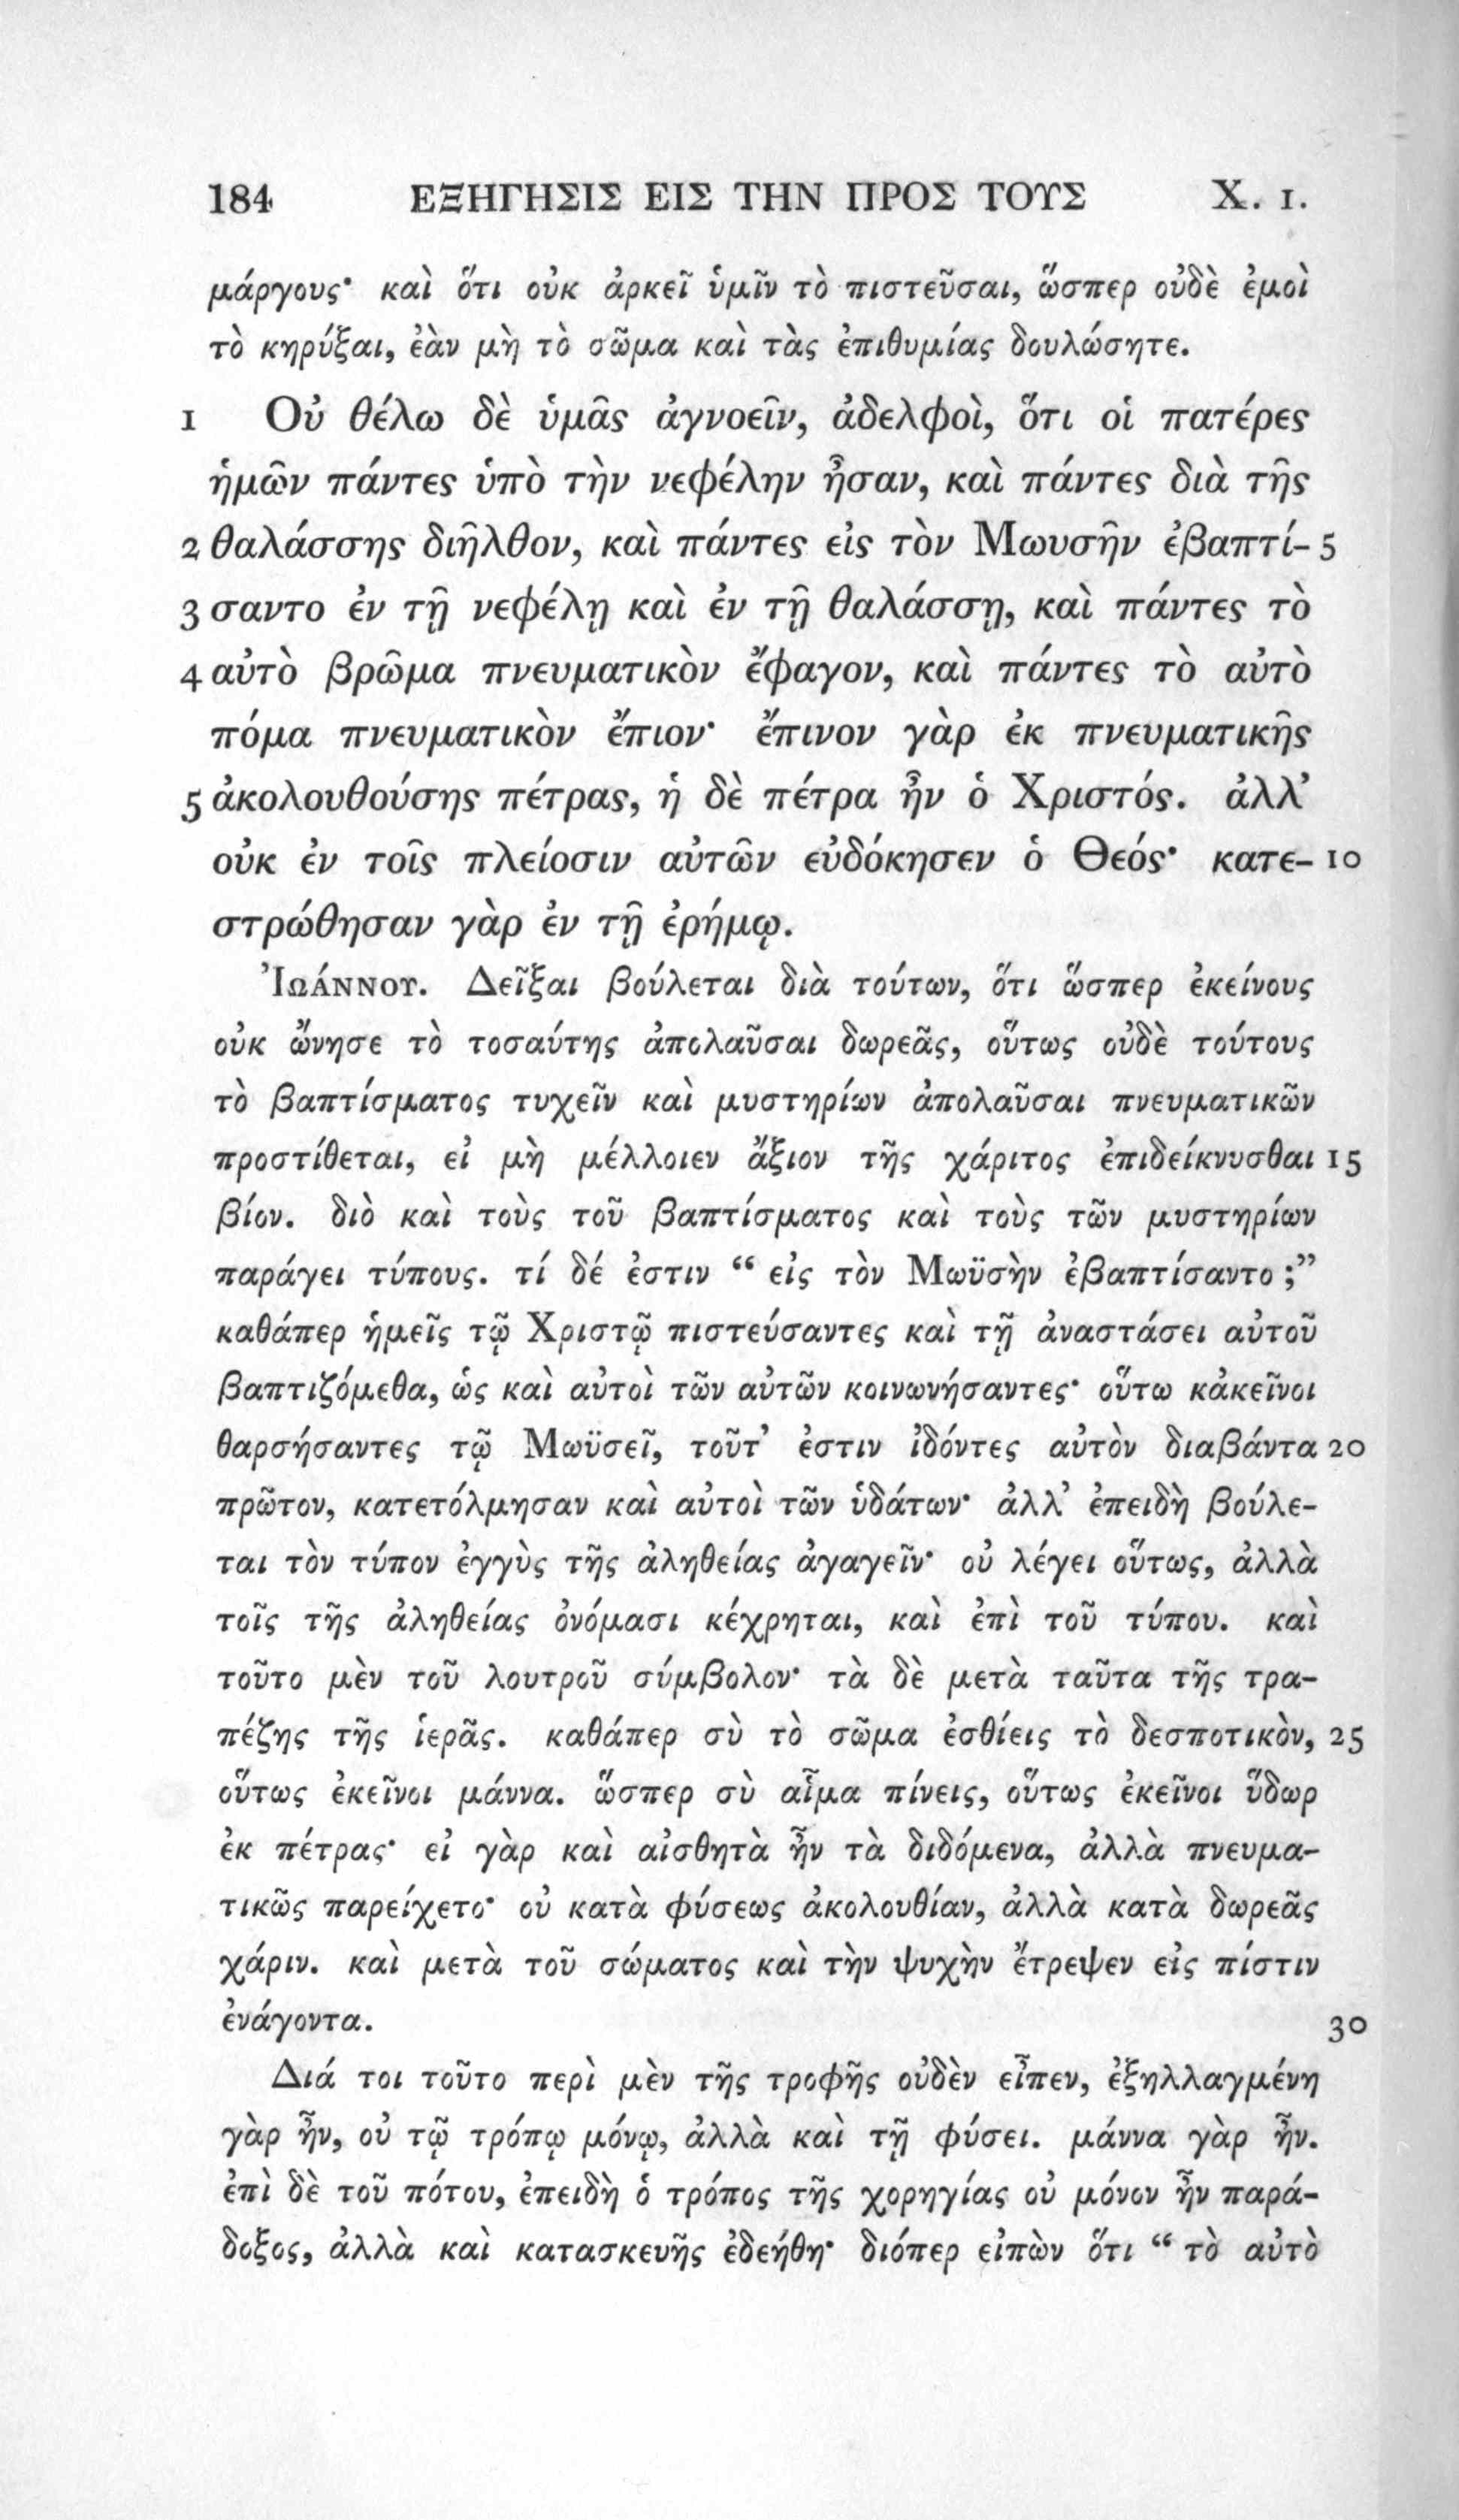 184 ΕΞΗΓΗΣΙΣ ΕΙΣ ΤΗΝ ΠΡΟΣ ΤΟΥΣ X. 1.
μάργους· καὶ ὅτι οὐκ ἀρκεῖ ὑμῖν τὸ πιστεῦσαι, ὥσπερ οὐδὲ ἐμοὶ
τὸ κηρύξαι, ἐὰν μὴ τὸ σῶμα καὶ τὰς ἐπιθυμίας δουλώσητε.
1 Οὐ θέλω δὲ ὑμᾶς ἀγνοεῖν, ἀδελφοὶ, ὅτι οἱ πατέρες
ἡμῶν πάντες ὑπὸ τὴν νεφέλην ἦσαν, καὶ πάντες διὰ τῆς
2 θαλάσσης διῆλθον, καὶ πάντες εἰς τὸν Μωυσῆν ἐβαπτί- 5
3 σαντο ἐν τῇ νεφέλῃ καὶ ἐν τῇ θαλάσσῃ, καὶ πάντες τὸ
4 αὐτὸ βρῶμα πνευματικὸν ἔφαγον, καὶ πάντες τὸ αὐτὸ
πόμα πνευματικὸν ἔπιον· ἔπινον γὰρ ἐκ πνευματικῆς
5 ἀκολουθούσης πέτρας, ἡ δὲ πέτρα ἦν ὁ Χριστός. ἀλλ’
οὐκ ἐν τοῖς πλείοσιν αὐτῶν εὐδόκησεν ὁ Θεός· κατε- 10
στρώθησαν γὰρ ἐν τῇ ἐρήμῳ.
ἸΩΆΝΝΟΥ. Δεῖξαι βούλεται διὰ τούτων, ὅτι ὥσπερ ἐκείνους
οὐκ ὤνησε τὸ τοσαύτης ἀπολαῦσαι δωρεᾶς, οὕτως οὐδὲ τούτους
τὸ βαπτίσματος τυχεῖν καὶ μυστηρίων ἀπολαῦσαι πνευματικῶν
προστίθεται, εἰ μὴ μέλλοιεν ἄξιον τῆς χάριτος ἐπιδείκνυσθαι 15
βίον. διὸ καὶ τοὺς τοῦ βαπτίσματος καὶ τοὺς τῶν μυστηρίων
παράγει τύπους. τί δέ ἐστιν “ εἰς τὸν Μωϋσὴν ἐβαπτίσαντο ;”
καθάπερ ἡμεῖς τῷ Χριστῷ πιστεύσαντες καὶ τῇ ἀναστάσει αὐτοῦ
βαπτιζόμεθα, ὡς καὶ αὐτοὶ τῶν αὐτῶν κοινωνήσαντες· οὕτω κἀκεῖνοι
θαρσήσαντες τῷ Μωϋσεῖ, τοῦτ’ ἐστιν ἰδόντες αὐτὸν διαβάντα 20
πρῶτον, κατετόλμησαν καὶ αὐτοὶ τῶν ὑδάτων· ἀλλ’ ἐπειδὴ βούλε-
ται τὸν τύπον ἐγγὺς τῆς ἀληθείας ἀγαγεῖν· οὐ λέγει οὕτως, ἀλλὰ
τοῖς τῆς ἀληθείας ὀνόμασι κέχρηται, καὶ ἐπὶ τοῦ τύπου. καὶ
τοῦτο μὲν τοῦ λουτροῦ σύμβολον· τὰ δὲ μετὰ ταῦτα τῆς τρα-
πέζης τῆς ἱερᾶς. καθάπερ σὺ τὸ σῶμα ἐσθίεις τὸ δεσποτικὸν, 25
οὕτως ἐκεῖνοι μάννα. ὥσπερ σὺ αἷμα πίνεις, οὕτως ἐκεῖνοι ὕδωρ
ἐκ πέτρας· εἰ γὰρ καὶ αἰσθητὰ ἦν τὰ διδόμενα, ἀλλὰ πνευμα-
τικῶς παρείχετο· οὐ κατὰ φύσεως ἀκολουθίαν, ἀλλὰ κατὰ δωρεᾶς
χάριν. καὶ μετὰ τοῦ σώματος καὶ τὴν ψυχὴν ἔτρεψεν εἰς πίστιν
ἐνάγοντα. 30
Διά τοι τοῦτο περὶ μὲν τῆς τροφῆς οὐδὲν εἶπεν, ἐξηλλαγμένη
γὰρ ἦν, οὐ τῷ τρόπῳ μόνῳ, ἀλλὰ καὶ τῇ φύσει. μάννα γὰρ ἦν.
ἐπὶ δὲ τοῦ πότου, ἐπειδὴ ὁ τρόπος τῆς χορηγίας οὐ μόνον ἦν παρά-
δοξος, ἀλλὰ καὶ κατασκευῆς ἐδεήθη· διόπερ εἰπὼν ὅτι “ τὸ αὐτὸ